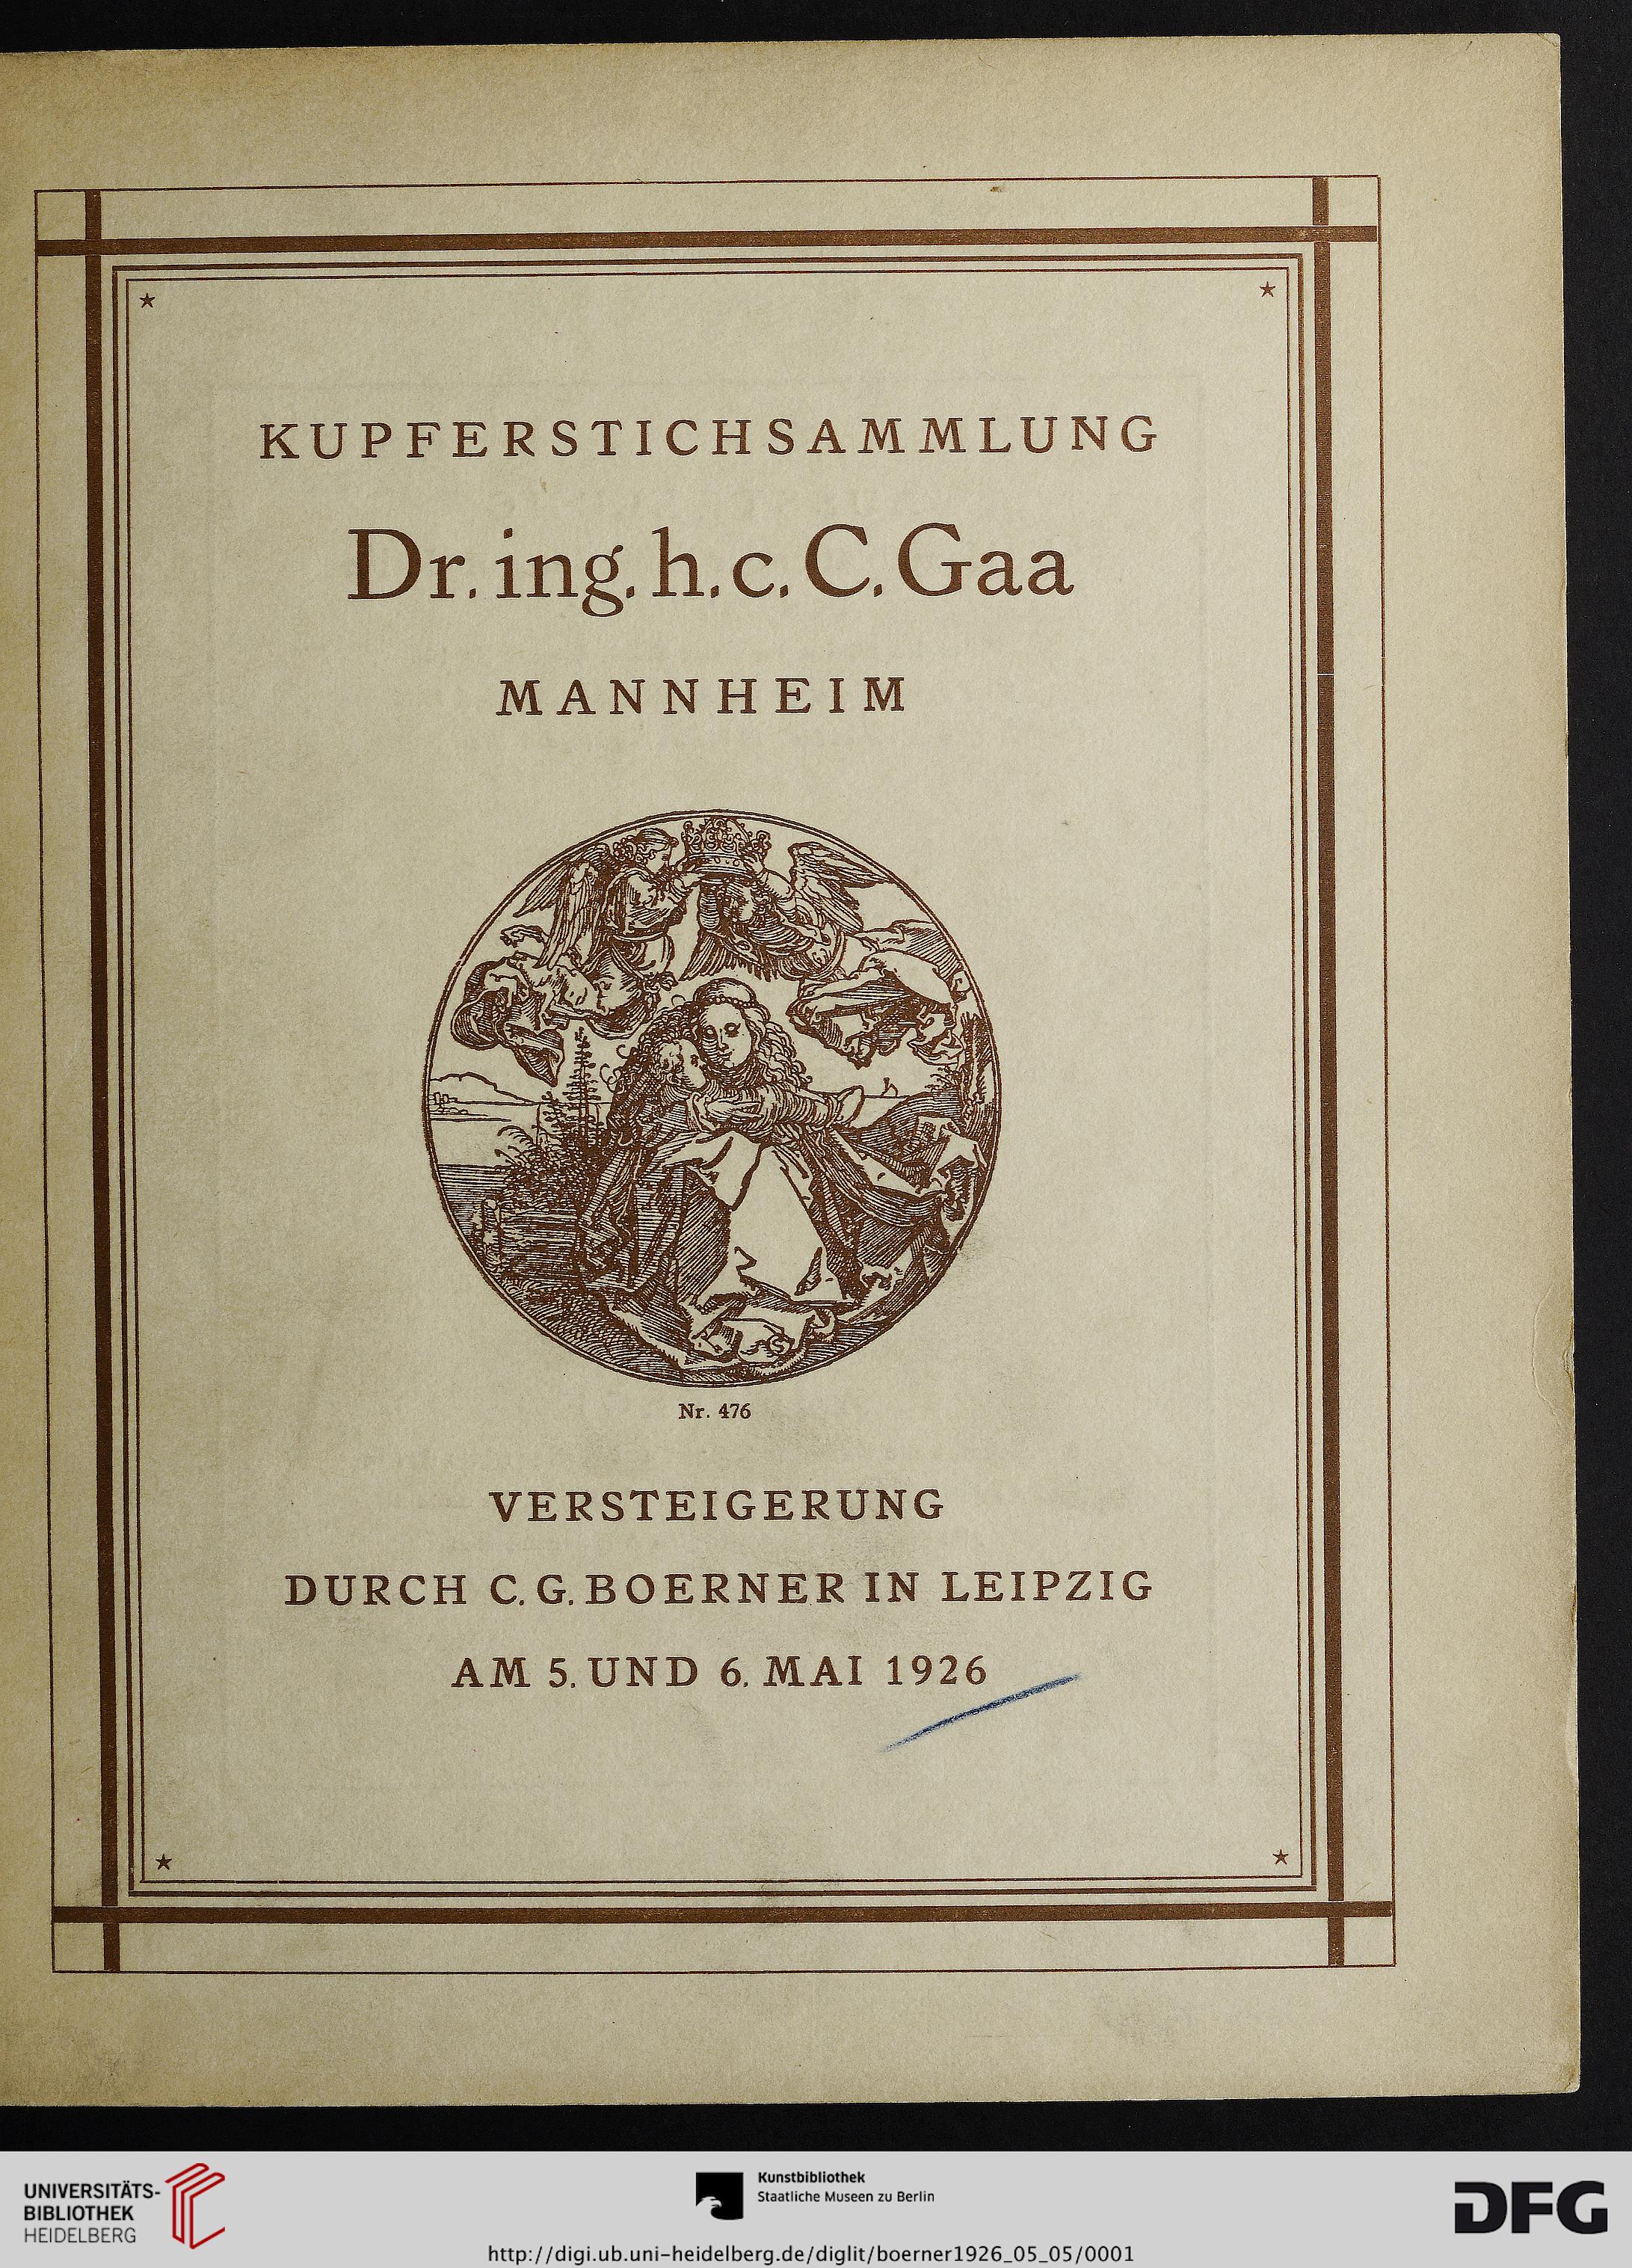 KUPFERSTICHSAMMLUNG
Dr. ing. h. c. C. Gaa
MANNHEIM
Nr. 476
VERSTEIGERUNG
DURCH C. G. BOERNER IN LEIPZIG
AM 5. UND 6. MAI 1926
UNIVERSITÄTS-
BIBLIOTHEK
HEIDELBERG
Kunstbibliothek
Staatliche Museen zu Berlin
http://digi.ub.uni-heidelberg.de/diglit/boerner1926_05_05/0001
DFG